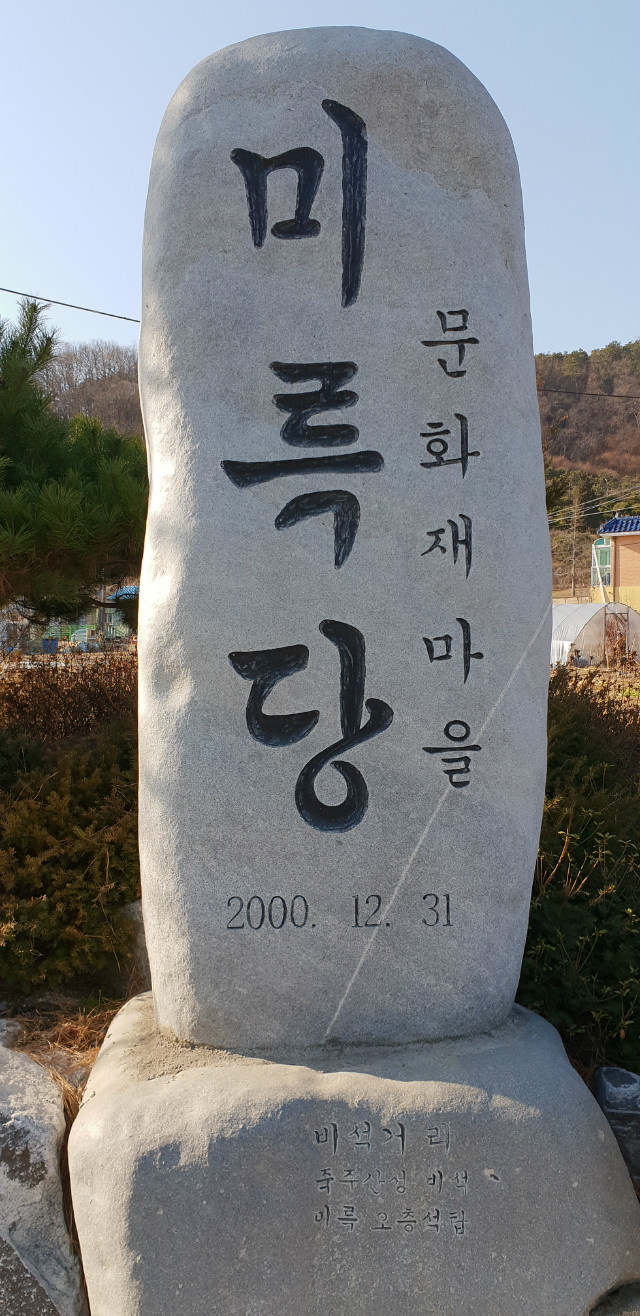 문화재마을
미륵당
2000. 12. 31
비석거리
죽주산성 비석
미륵 오층석탑